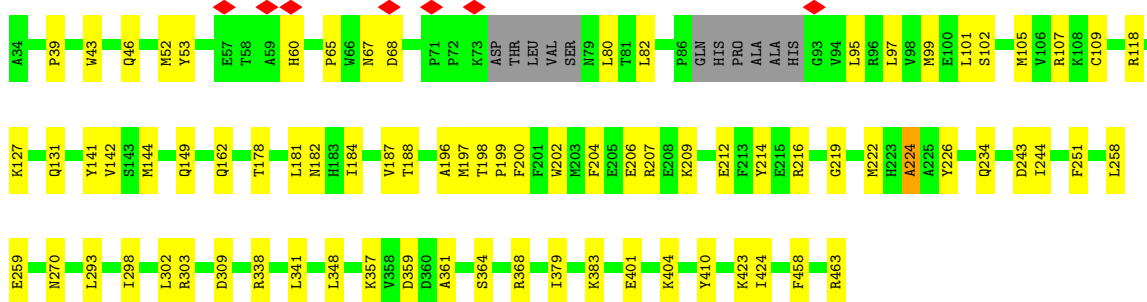 A34 P39 W43 Q46 M52 Y53 E57 T58 A59 H60 P65 W66 N67 D68 P71 P72 K73 ASP THR LEU VAL SER N79 L80 T81 L82 P86 GLN HIS PRO ALA ALA HIS G93 V94 L95 R96 L97 V98 M99 E100 L101 S102 M105 V106 R107 K108 C109 R118
K127 Q131 Y141 V142 S143 M144 Q149 Q162 T178 L181 N182 H183 I184 V187 T188 A196 M197 T198 P199 F200 F201 W202 M203 F204 E205 E206 R207 E208 K209 E212 F213 Y214 E215 R216 G219 M222 H223 A224 A225 Y226 Q234 D243 I244 F251 L258
E259 N270 L293 I298 L302 R303 D309 R338 L341 L348 K357 V358 D359 D360 A361 S364 R368 I379 K383 E401 K404 Y410 K423 I424 F458 R463